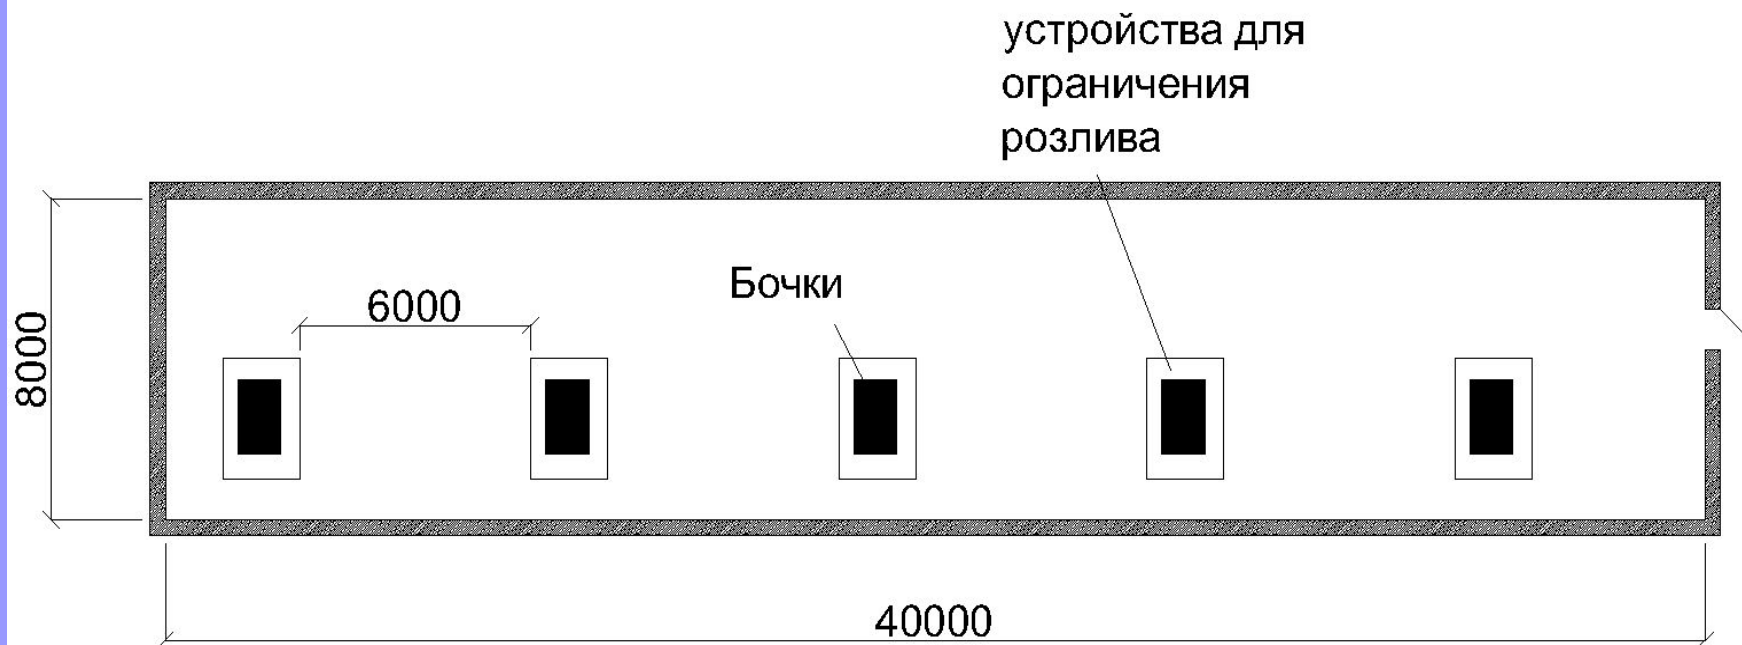 устройства для
ограничения
розлива
Бочки
6000
8000
40000